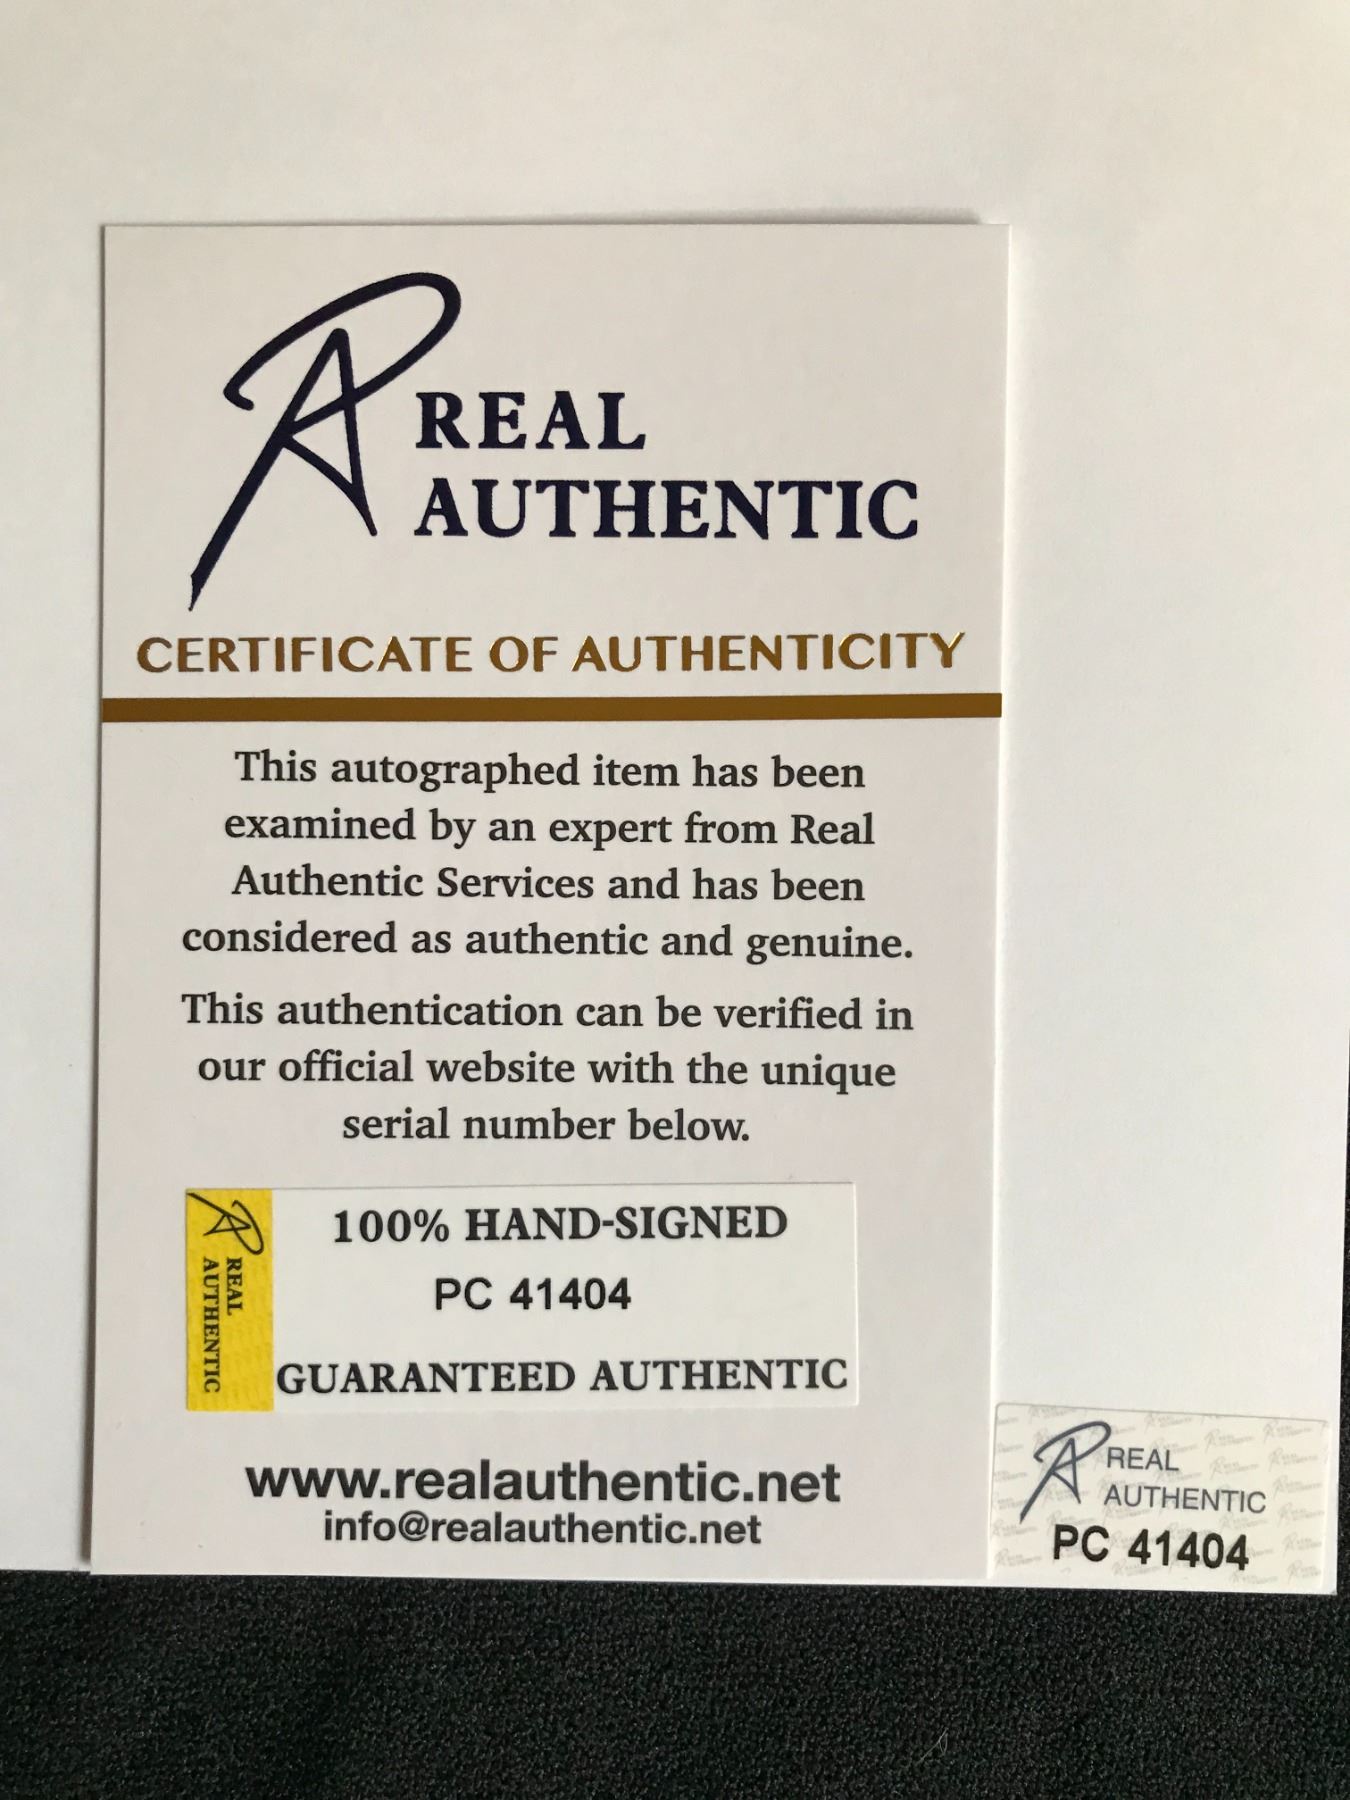 REAL
AUTHENTIC
CERTIFICATE OF AUTHENTICITY
This autographed item has been
examined by an expert from Real
Authentic Services and has been
considered as authentic and genuine.
This authentication can be verified in
our official website with the unique
serial number below.
REAL
AUTHENTIC
100% HAND-SIGNED
PC 41404
GUARANTEED AUTHENTIC
www.realauthentic.net
info@realauthentic.net
REAL
AUTHENTIC
PC 41404